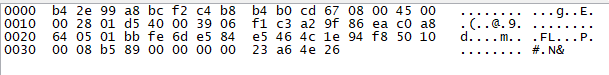 0000 b4 2e 99 a8 bc f2 c4 b8 b4 b0 cd 67 08 00 45 00 ........ ...g..E.
0010 00 28 01 d5 40 00 39 06 f1 c3 a2 9f 86 ea c0 a8 .(..@.9. ........
0020 64 05 01 bb fe 6d e5 84 e5 46 4c 1e 94 f8 50 10 d....m.. .FL...P.
0030 00 08 b5 89 00 00 00 00 23 a6 4e 26 ........ #.N&